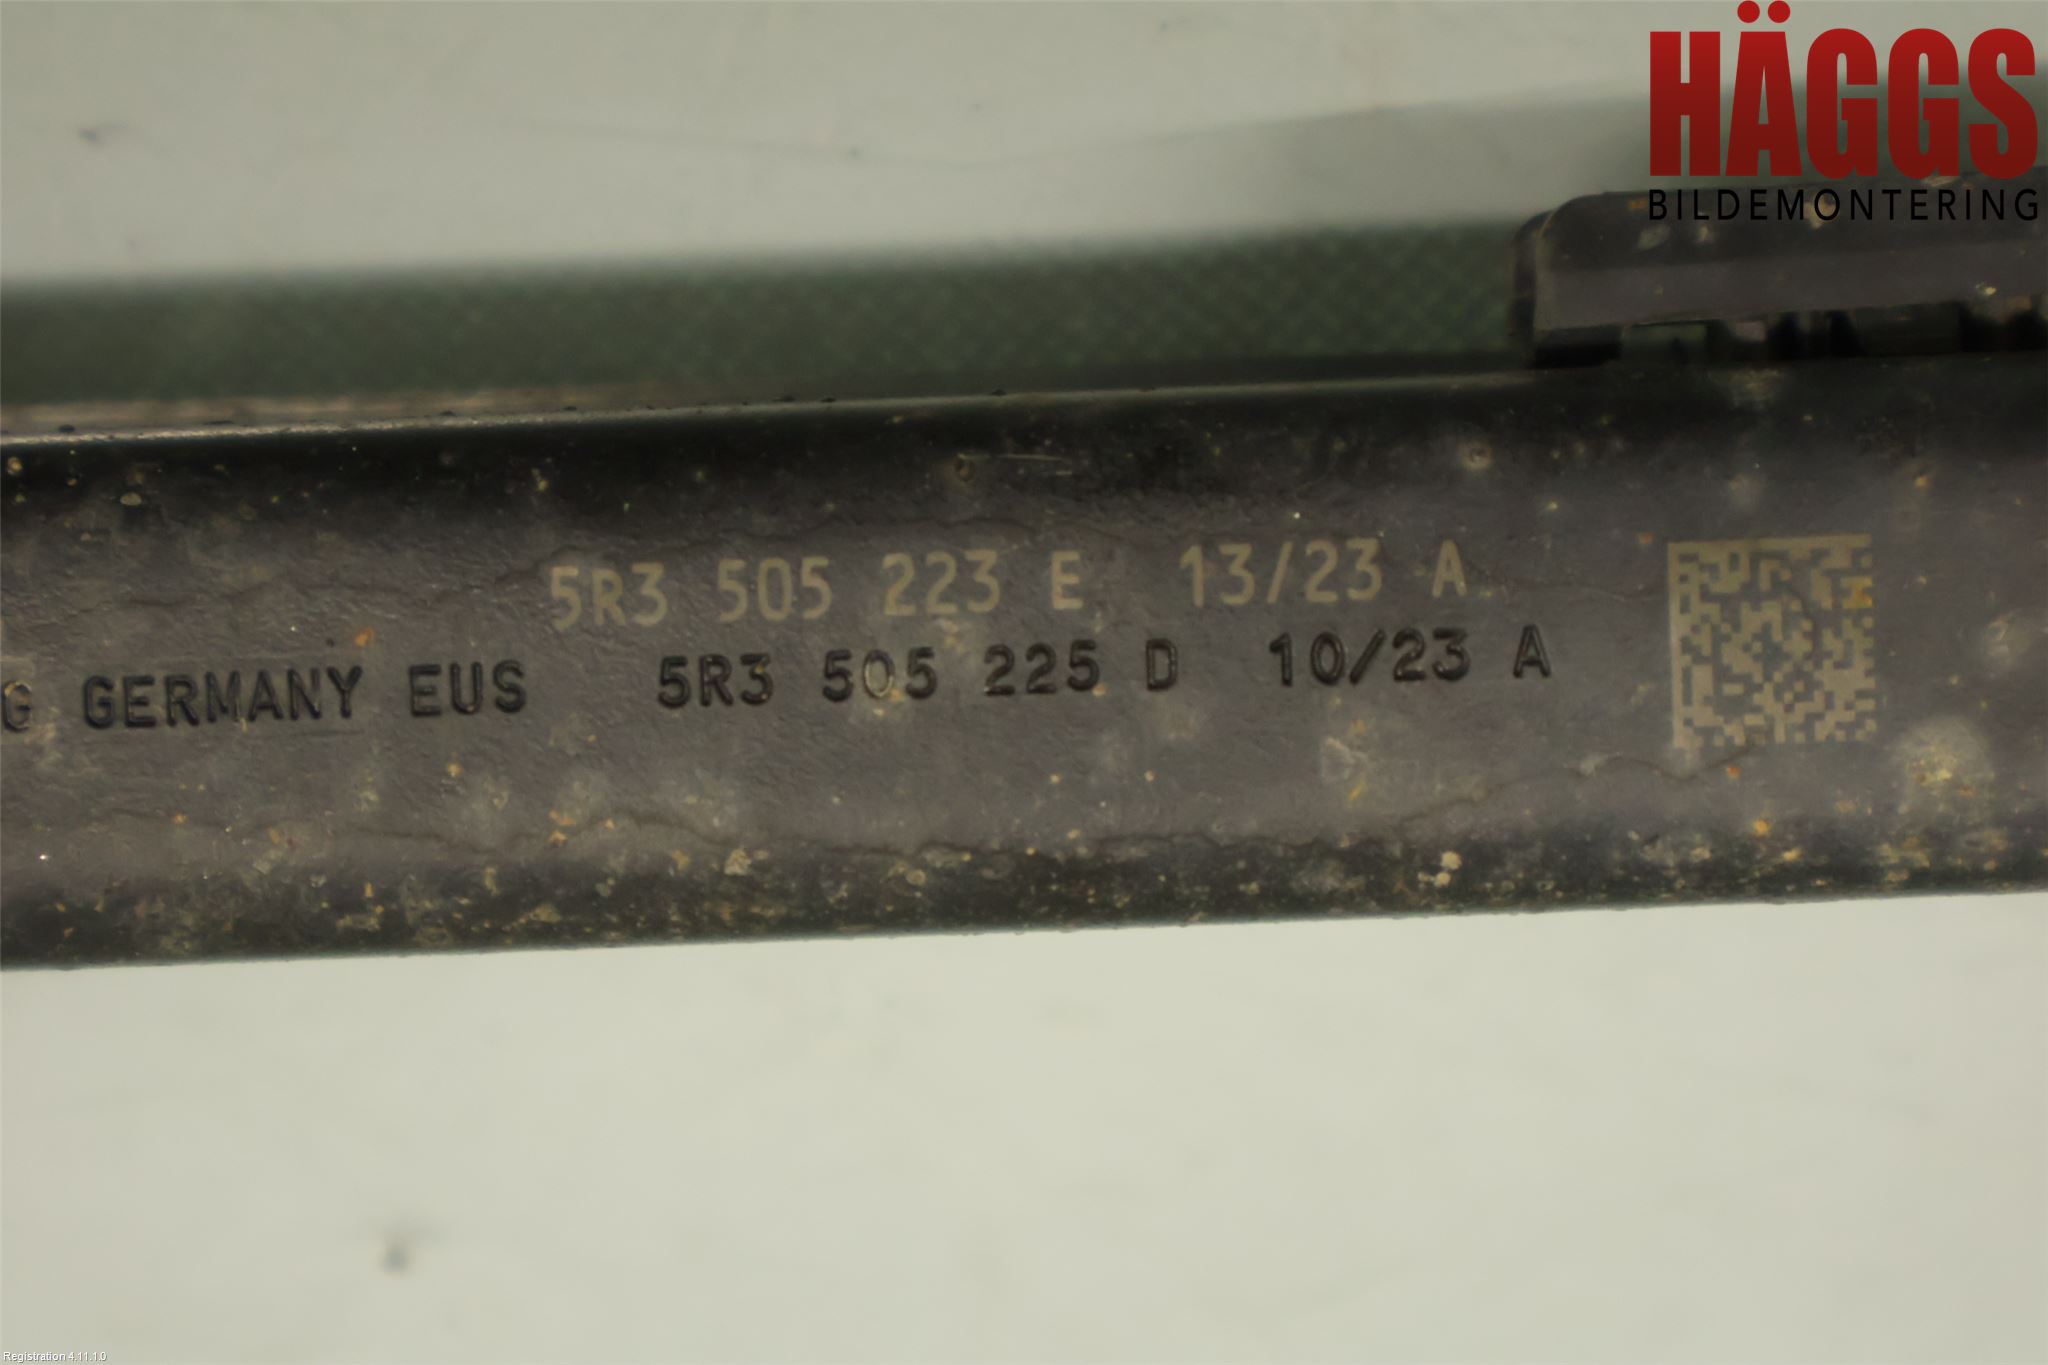 HÄGGS
BILDEMONTERING
5R3 505 223 E 13/23 A
G GERMANY EUS 5R3 505 225 D 10/23 A
Registration 4.11.1.0